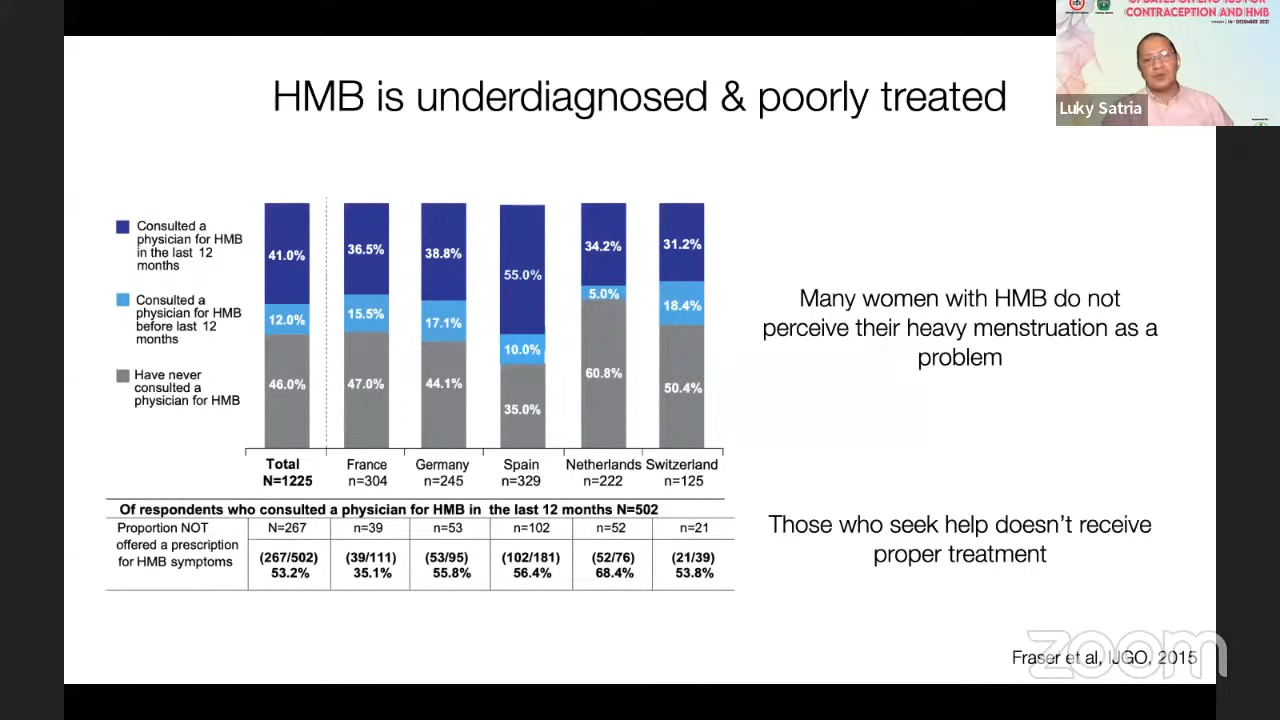 UPDATES ON LNG-IUS FOR
CONTRACEPTION AND HMB
Luky Satria
HMB is underdiagnosed & poorly treated
Consulted a
physician for HMB
in the last 12
months
Consulted a
physician for HMB
before last 12
months
Have never
consulted a
physician for HMB
41.0% 36.5% 38.8% 55.0% 34.2% 31.2%
12.0% 15.5% 17.1% 10.0% 5.0% 18.4%
46.0% 47.0% 44.1% 35.0% 60.8% 50.4%
Total France Germany Spain Netherlands Switzerland
N=1225 n=304 n=245 n=329 n=222 n=125
Of respondents who consulted a physician for HMB in the last 12 months N=502
Proportion NOT
offered a prescription
for HMB symptoms
N=267 n=39 n=53 n=102 n=52 n=21
(267/502) (39/111) (53/95) (102/181) (52/76) (21/39)
53.2% 35.1% 55.8% 56.4% 68.4% 53.8%
Many women with HMB do not
perceive their heavy menstruation as a
problem
Those who seek help doesn't receive
proper treatment
Fraser et al, IJGO, 2015
zoom